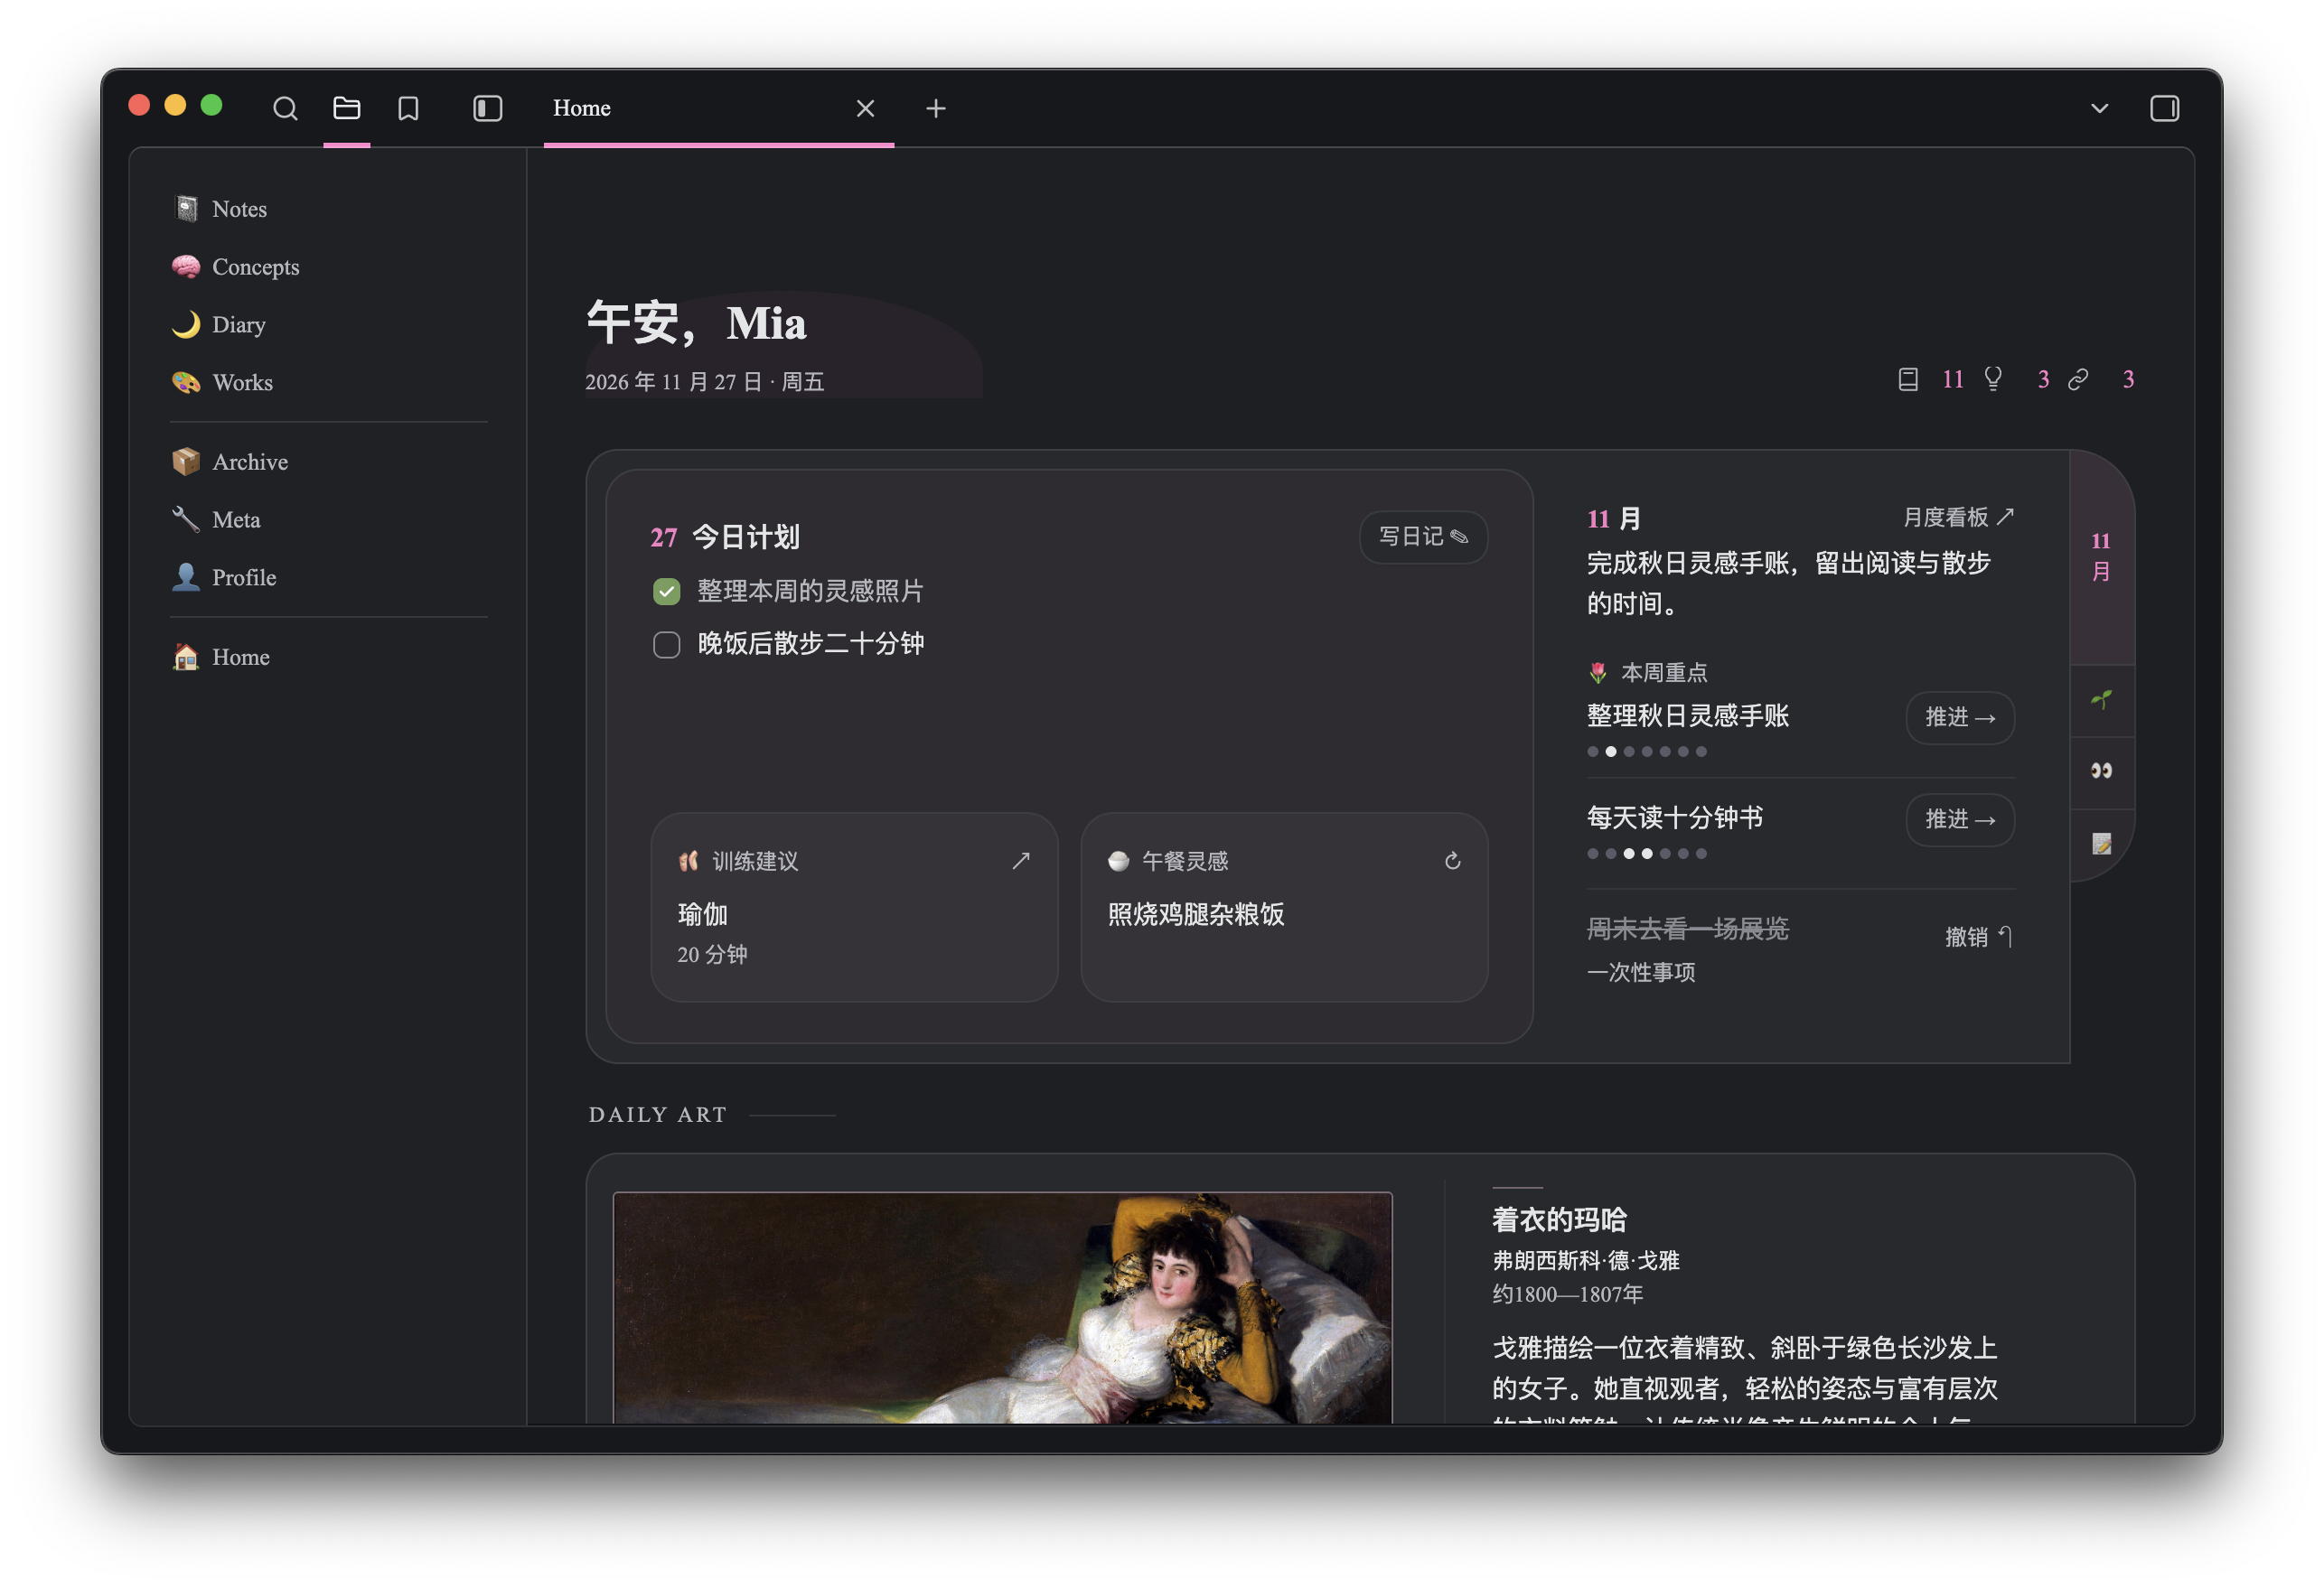 Home
Notes
Concepts
Diary
Works
Archive
Meta
Profile
Home
午安，Mia
2026 年 11 月 27 日 · 周五
11 3 3
27 今日计划
写日记
整理本周的灵感照片
晚饭后散步二十分钟
训练建议
瑜伽
20 分钟
午餐灵感
照烧鸡腿杂粮饭
11 月
月度看板
完成秋日灵感手账，留出阅读与散步
的时间。
本周重点
整理秋日灵感手账
推进 →
每天读十分钟书
推进 →
周末去看一场展览
撤销
一次性事项
11
月
DAILY ART
着衣的玛哈
弗朗西斯科·德·戈雅
约1800—1807年
戈雅描绘一位衣着精致、斜卧于绿色长沙发上
的女子。她直视观者，轻松的姿态与富有层次